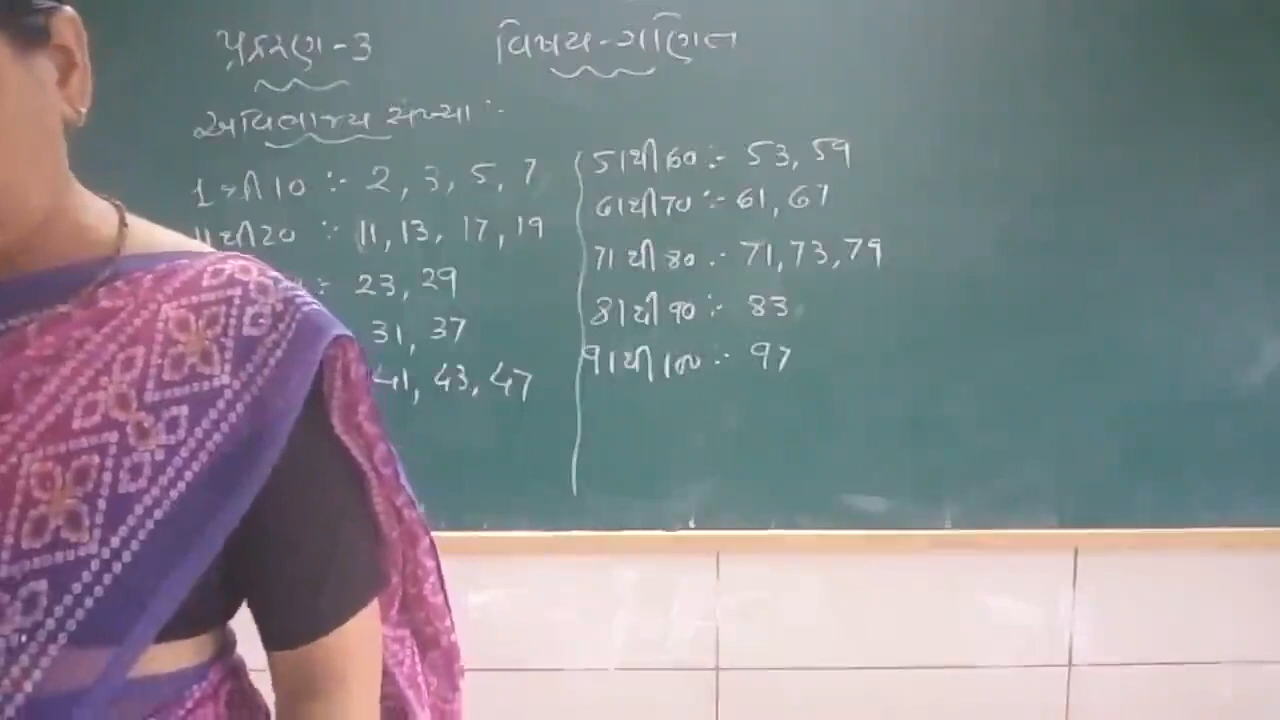 પ્રકરણ-3
વિષય-ગણિત
અવિભાજ્ય સંખ્યા :-
1 થી 10 :- 2, 3, 5, 7
11 થી 20 :- 11, 13, 17, 19
:- 23, 29
31, 37
41, 43, 47
51 થી 60 :- 53, 59
61 થી 70 :- 61, 67
71 થી 80 :- 71, 73, 79
81 થી 90 :- 83
91 થી 100 :- 97